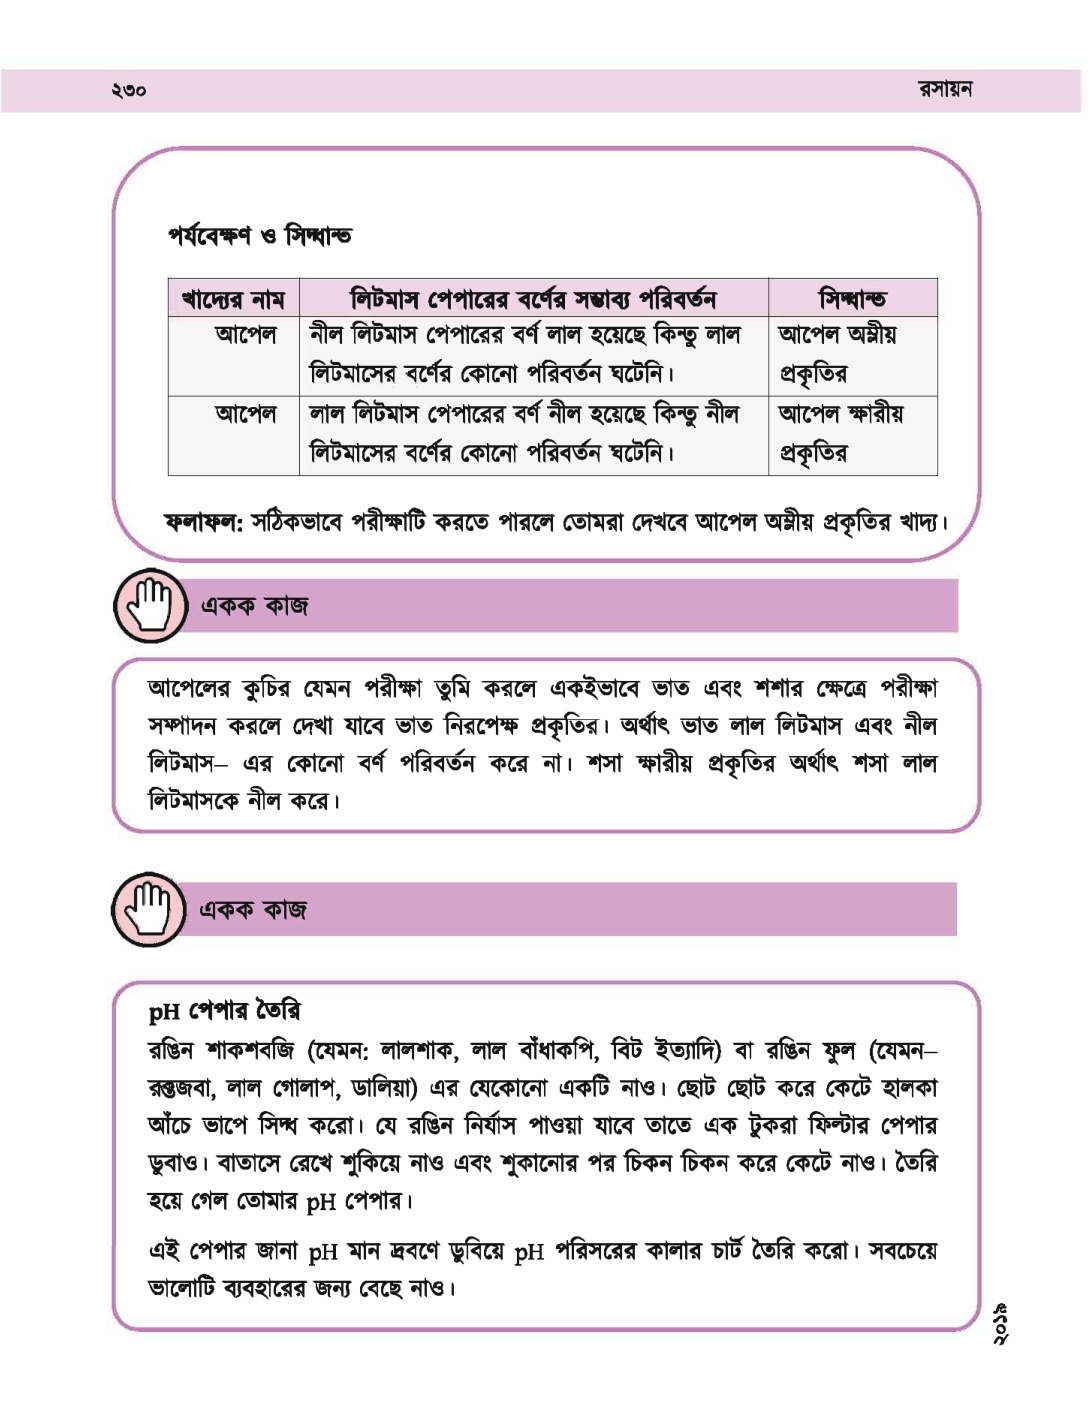 ২৩০ রসায়ন
পর্যবেক্ষণ ও সিদ্ধান্ত
খাদ্যের নাম লিটমাস পেপারের বর্ণের সম্ভাব্য পরিবর্তন সিদ্ধান্ত
আপেল নীল লিটমাস পেপারের বর্ণ লাল হয়েছে কিন্তু লাল আপেল অম্লীয়
লিটমাসের বর্ণের কোনো পরিবর্তন ঘটেনি। প্রকৃতির
আপেল লাল লিটমাস পেপারের বর্ণ নীল হয়েছে কিন্তু নীল আপেল ক্ষারীয়
লিটমাসের বর্ণের কোনো পরিবর্তন ঘটেনি। প্রকৃতির
ফলাফল: সঠিকভাবে পরীক্ষাটি করতে পারলে তোমরা দেখবে আপেল অম্লীয় প্রকৃতির খাদ্য।
একক কাজ
আপেলের কুচির যেমন পরীক্ষা তুমি করলে একইভাবে ভাত এবং শশার ক্ষেত্রে পরীক্ষা
সম্পাদন করলে দেখা যাবে ভাত নিরপেক্ষ প্রকৃতির। অর্থাৎ ভাত লাল লিটমাস এবং নীল
লিটমাস– এর কোনো বর্ণ পরিবর্তন করে না। শসা ক্ষারীয় প্রকৃতির অর্থাৎ শসা লাল
লিটমাসকে নীল করে।
একক কাজ
pH পেপার তৈরি
রঙিন শাকশবজি (যেমন: লালশাক, লাল বাঁধাকপি, বিট ইত্যাদি) বা রঙিন ফুল (যেমন–
রক্তজবা, লাল গোলাপ, ডালিয়া) এর যেকোনো একটি নাও। ছোট ছোট করে কেটে হালকা
আঁচে ভাপে সিদ্ধ করো। যে রঙিন নির্যাস পাওয়া যাবে তাতে এক টুকরা ফিল্টার পেপার
ডুবাও। বাতাসে রেখে শুকিয়ে নাও এবং শুকানোর পর চিকন চিকন করে কেটে নাও। তৈরি
হয়ে গেল তোমার pH পেপার।
এই পেপার জানা pH মান দ্রবণে ডুবিয়ে pH পরিসরের কালার চার্ট তৈরি করো। সবচেয়ে
ভালোটি ব্যবহারের জন্য বেছে নাও।
২০১৯